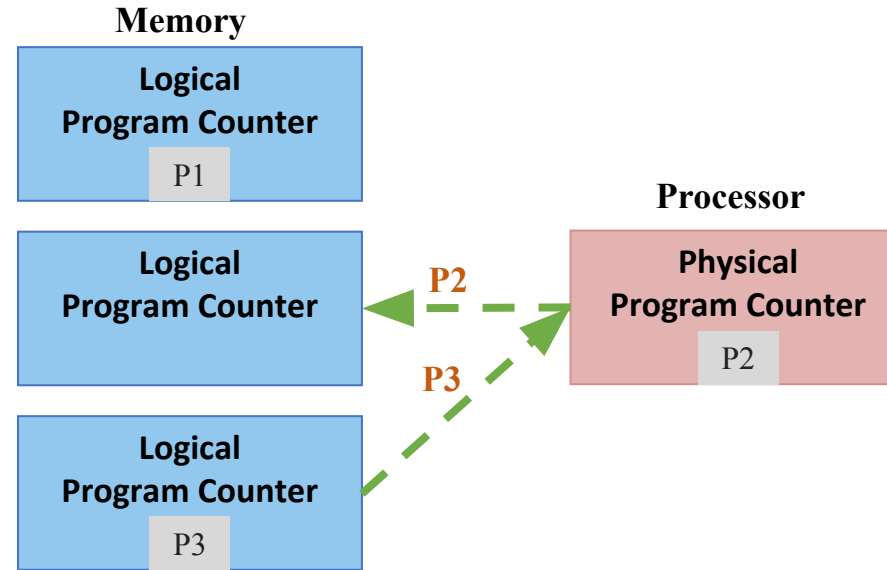 Memory
Logical
Program Counter
P1
Logical
Program Counter
Logical
Program Counter
P3
P2
P3
Processor
Physical
Program Counter
P2